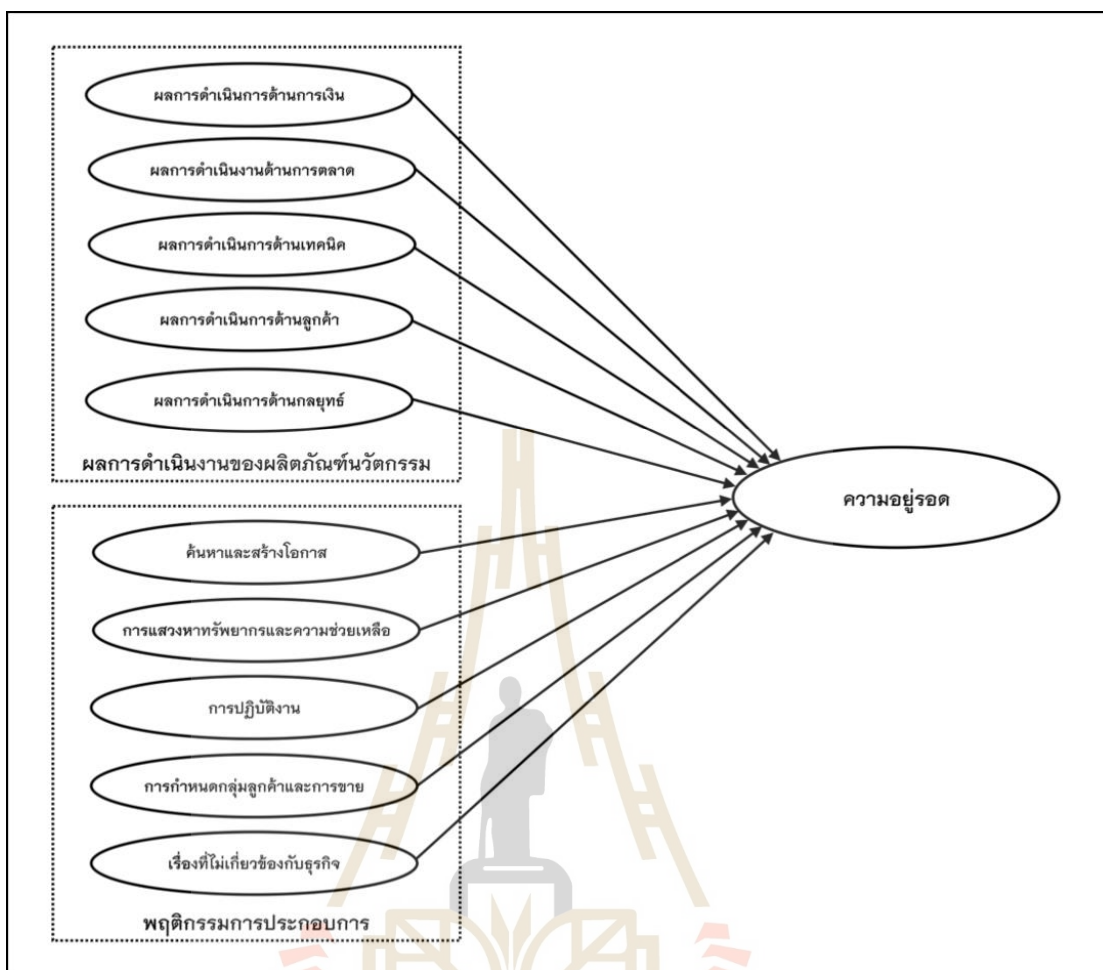 ผลการดำเนินการด้านการเงิน
ผลการดำเนินงานด้านการตลาด
ผลการดำเนินการด้านเทคนิค
ผลการดำเนินการด้านลูกค้า
ผลการดำเนินการด้านกลยุทธ์
ผลการดำเนินงานของผลิตภัณฑ์นวัตกรรม
ความอยู่รอด
ค้นหาและสร้างโอกาส
การแสวงหาทรัพยากรและความช่วยเหลือ
การปฏิบัติงาน
การกำหนดกลุ่มลูกค้าและการขาย
เรื่องที่ไม่เกี่ยวข้องกับธุรกิจ
พฤติกรรมการประกอบการ